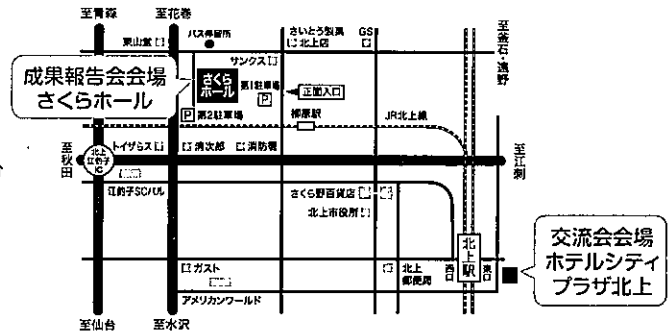 至青森
至花巻
バス停留所
東山堂
さいとう製菓
北上店
GS
至釜石・遠野
サンクス
成果報告会会場
さくらホール
さくら
ホール
第1駐車場
P
正面入口
P 第2駐車場
柳原駅
JR北上線
至秋田
北上
江釣子
IC
トイザらス
清次郎
消防署
至江刺
江釣子SCパル
さくら野百貨店
北上市役所
交流会会場
ホテルシティ
プラザ北上
ガスト
北上
郵便局
西口
北上駅
東口
アメリカンワールド
至仙台
至水沢